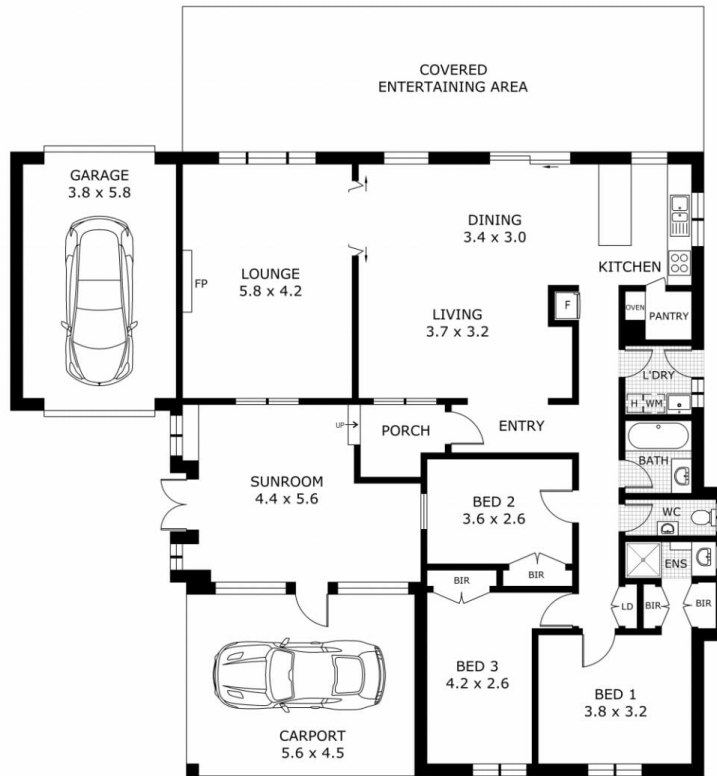 COVERED
ENTERTAINING AREA
GARAGE
3.8 x 5.8
FP
LOUNGE
5.8 x 4.2
DINING
3.4 x 3.0
KITCHEN
LIVING
3.7 x 3.2
F
OVEN
PANTRY
L'DRY
H
WM
UP
PORCH
ENTRY
BATH
SUNROOM
4.4 x 5.6
BED 2
3.6 x 2.6
WC
ENS
BIR
BIR
LD
BIR
BIR
BED 3
4.2 x 2.6
BED 1
3.8 x 3.2
CARPORT
5.6 x 4.5